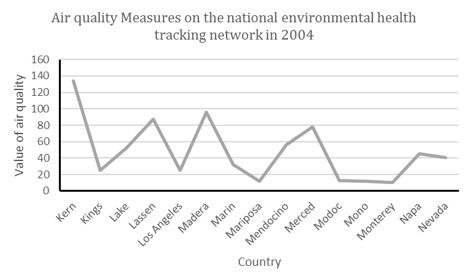 Air quality Measures on the national environmental health
tracking network in 2004
Value of air quality
160
140
120
100
80
60
40
20
0
Kern
Kings
Lake
Lassen
Los Angeles
Madera
Marin
Mariposa
Mendocino
Merced
Modoc
Mono
Monterey
Napa
Nevada
Country